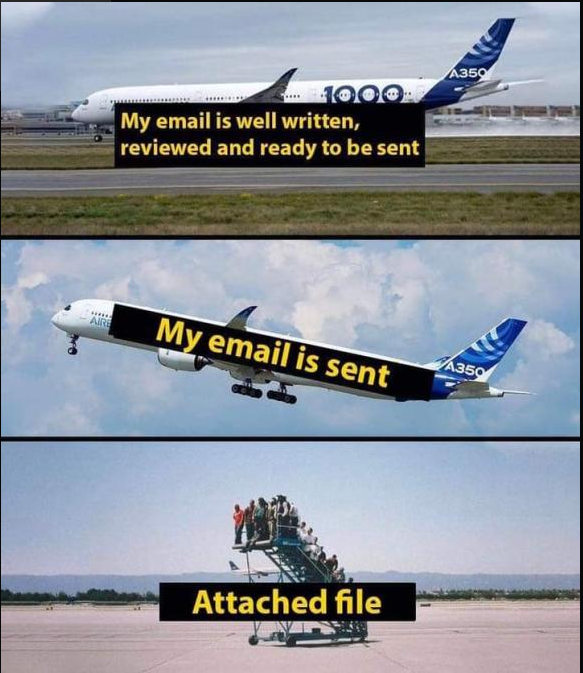 A350
1000
My email is well written,
reviewed and ready to be sent
AIRB
My email is sent
A350
Attached file